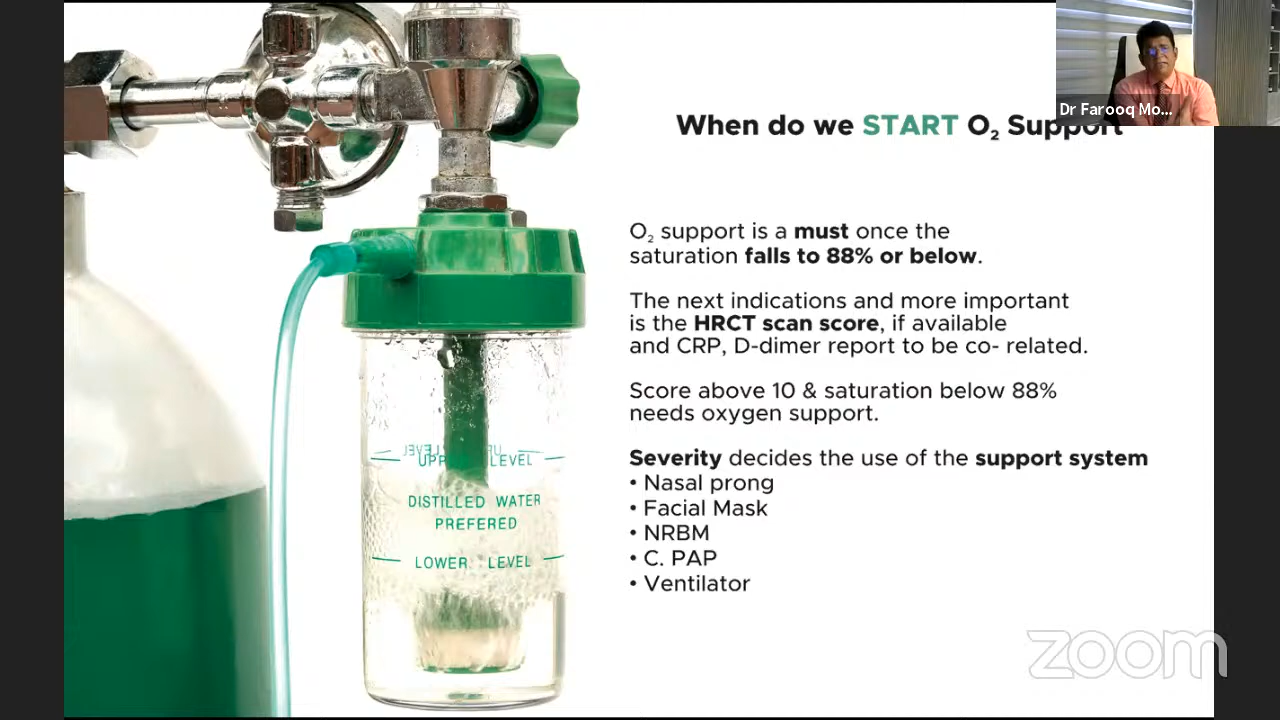 Dr Farooq Mo...
When do we START O₂ Support
O₂ support is a must once the
saturation falls to 88% or below.
The next indications and more important
is the HRCT scan score, if available
and CRP, D-dimer report to be co- related.
Score above 10 & saturation below 88%
needs oxygen support.
Severity decides the use of the support system
• Nasal prong
• Facial Mask
• NRBM
• C. PAP
• Ventilator
UPPER LEVEL
DISTILLED WATER
PREFERED
LOWER LEVEL
zoom